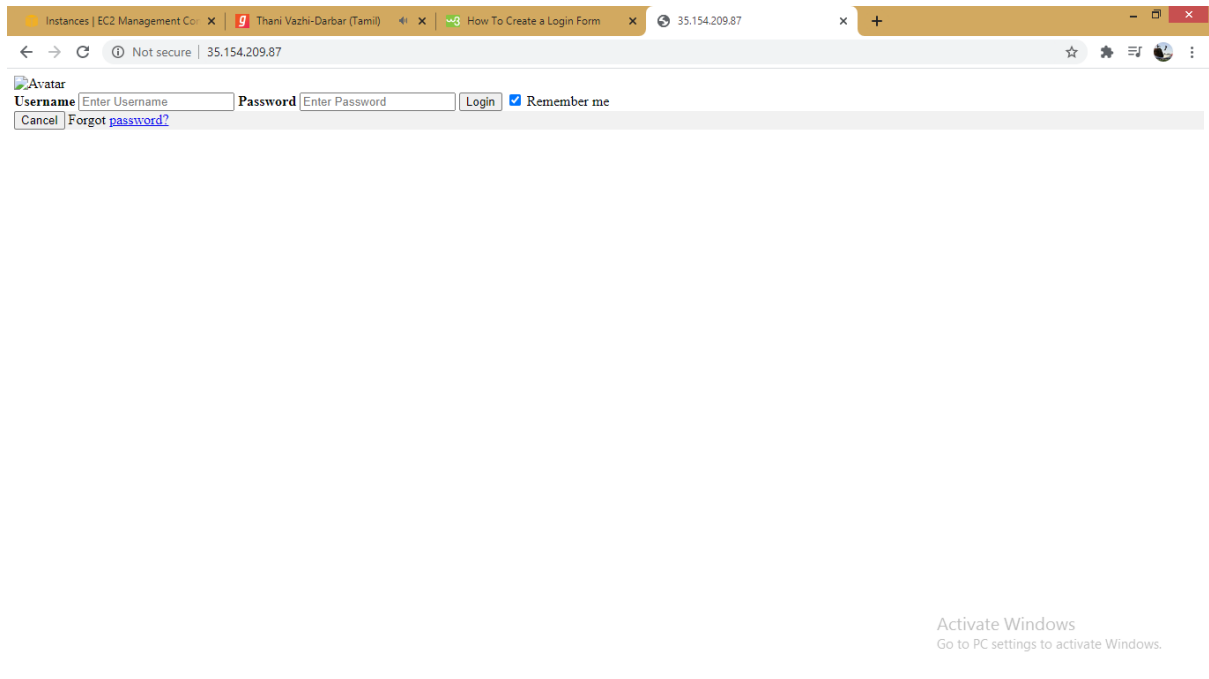 Instances | EC2 Management Cor
Thani Vazhi-Darbar (Tamil)
How To Create a Login Form
35.154.209.87
Not secure | 35.154.209.87
Avatar
Username Enter Username Password Enter Password Login Remember me
Cancel Forgot password?
Activate Windows
Go to PC settings to activate Windows.